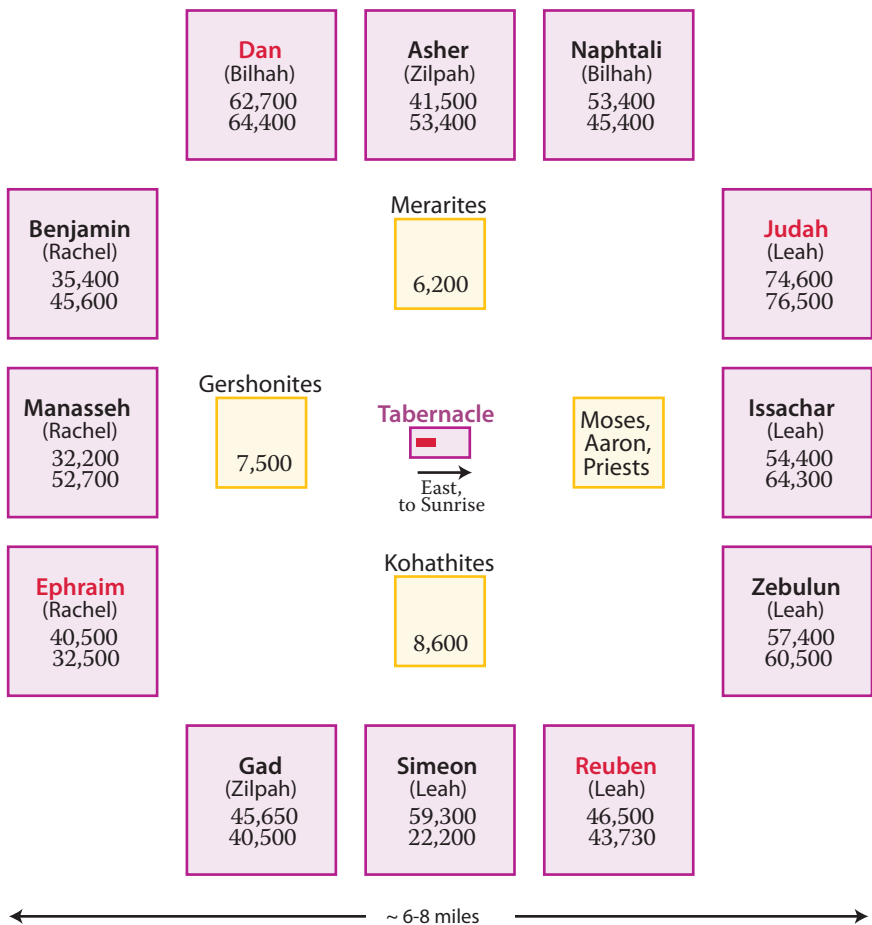 Dan
(Bilhah)
62,700
64,400
Asher
(Zilpah)
41,500
53,400
Naphtali
(Bilhah)
53,400
45,400
Benjamin
(Rachel)
35,400
45,600
Merarites
6,200
Judah
(Leah)
74,600
76,500
Manasseh
(Rachel)
32,200
52,700
Gershonites
7,500
Tabernacle
East,
to Sunrise
Moses,
Aaron,
Priests
Issachar
(Leah)
54,400
64,300
Ephraim
(Rachel)
40,500
32,500
Kohathites
8,600
Zebulun
(Leah)
57,400
60,500
Gad
(Zilpah)
45,650
40,500
Simeon
(Leah)
59,300
22,200
Reuben
(Leah)
46,500
43,730
~ 6-8 miles